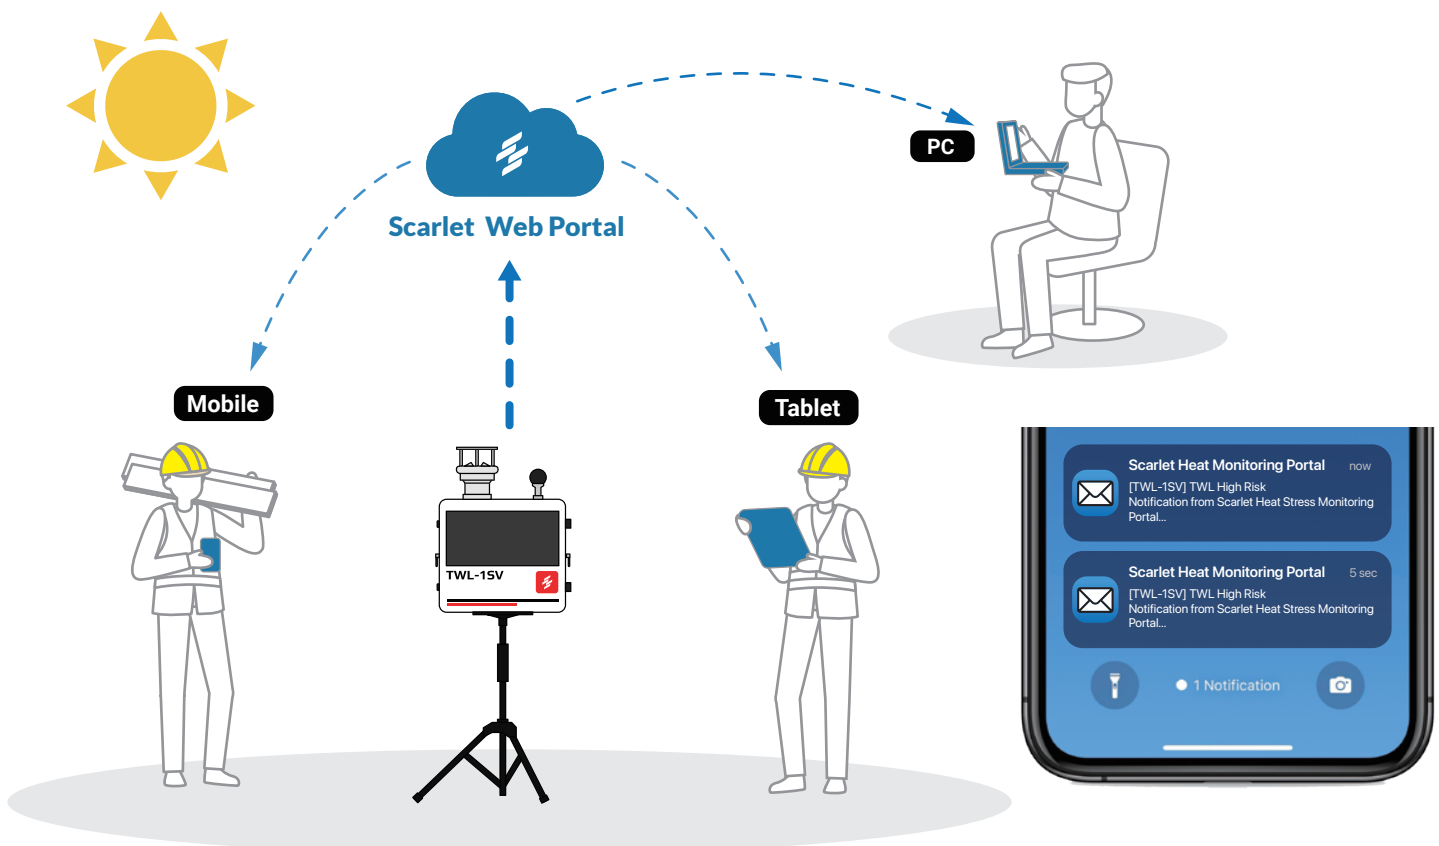 PC
Scarlet Web Portal
Mobile
Tablet
TWL-1SV
Scarlet Heat Monitoring Portal now
[TWL-1SV] TWL High Risk
Notification from Scarlet Heat Stress Monitoring
Portal...
Scarlet Heat Monitoring Portal 5 sec
[TWL-1SV] TWL High Risk
Notification from Scarlet Heat Stress Monitoring
Portal...
1 Notification